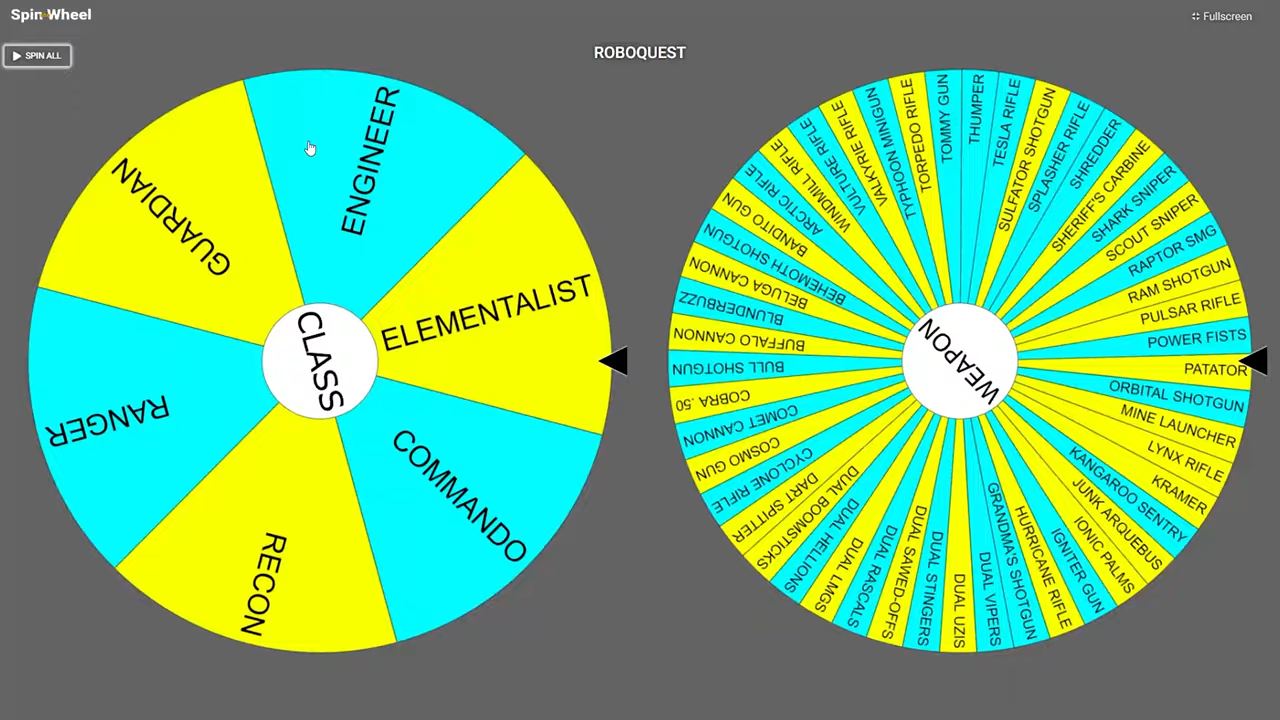 Spin Wheel
Fullscreen
SPIN ALL
ROBOQUEST
ENGINEER
ELEMENTALIST
COMMANDO
RECON
RANGER
GUARDIAN
CLASS
TOMMY GUN
THUMPER
TESLA RIFLE
SULFATOR SHOTGUN
SPLASHER RIFLE
SHREDDER
SHERIFF'S CARBINE
SHARK SNIPER
SCOUT SNIPER
RAPTOR SMG
RAM SHOTGUN
PULSAR RIFLE
POWER FISTS
PATATOR
ORBITAL SHOTGUN
MINE LAUNCHER
LYNX RIFLE
KRAMER
KANGAROO SENTRY
JUNK ARQUEBUS
IONIC PALMS
IGNITER GUN
HURRICANE RIFLE
GRANDMA'S SHOTGUN
DUAL VIPERS
DUAL UZIS
DUAL STINGERS
DUAL SAWED-OFFS
DUAL RASCALS
DUAL LMGS
DUAL HELLIONS
DUAL BOOMSTICKS
DART SPITTER
CYCLONE RIFLE
COSMO GUN
COMET CANNON
COBRA .50
BULL SHOTGUN
BUFFALO CANNON
BLUNDERBUZZ
BELUGA CANNON
BEHEMOTH SHOTGUN
BANDITO GUN
ARCTIC RIFLE
WINDMILL RIFLE
VULTURE RIFLE
VALKYRIE RIFLE
TYPHOON MINIGUN
TORPEDO RIFLE
WEAPON